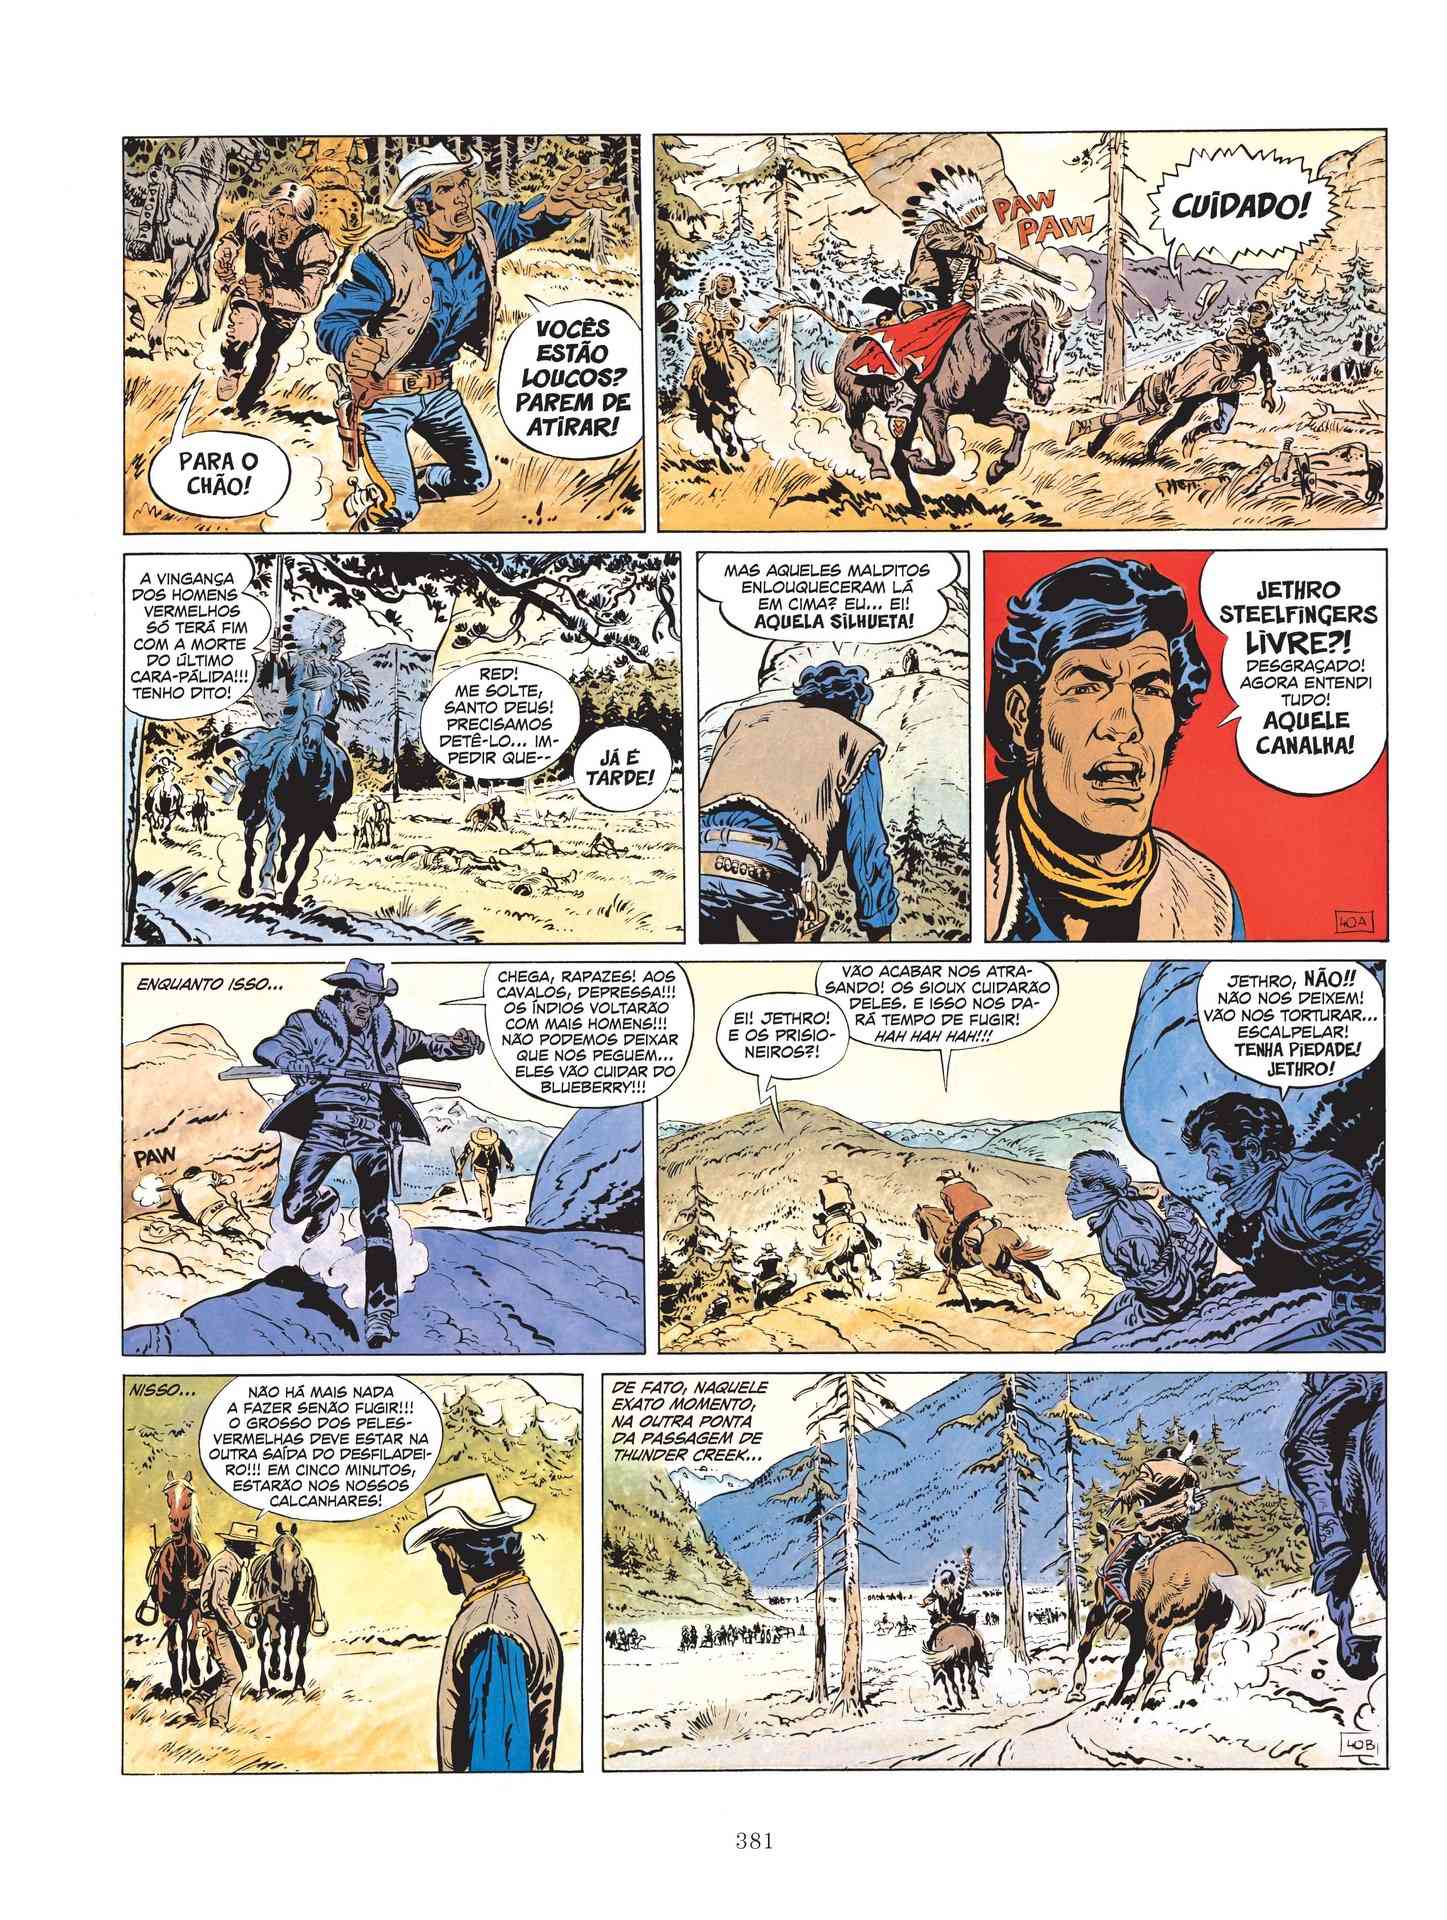 PARA O
CHÃO!
VOCÊS
ESTÃO
LOUCOS?
PAREM DE
ATIRAR!
PAW
PAW
CUIDADO!
A VINGANÇA
DOS HOMENS
VERMELHOS
SÓ TERÁ FIM
COM A MORTE
DO ÚLTIMO
CARA-PÁLIDA!!!
TENHO DITO!
RED!
ME SOLTE,
SANTO DEUS!
PRECISAMOS
DETÊ-LO... IM-
PEDIR QUE--
JÁ É
TARDE!
MAS AQUELES MALDITOS
ENLOUQUECERAM LÁ
EM CIMA? EU... EI!
AQUELA SILHUETA!
JETHRO
STEELFINGERS
LIVRE?!
DESGRAÇADO!
AGORA ENTENDI
TUDO!
AQUELE
CANALHA!
40A
ENQUANTO ISSO...
CHEGA, RAPAZES! AOS
CAVALOS, DEPRESSA!!!
OS ÍNDIOS VOLTARÃO
COM MAIS HOMENS!!!
NÃO PODEMOS DEIXAR
QUE NOS PEGUEM...
ELES VÃO CUIDAR DO
BLUEBERRY!!!
PAW
EI! JETHRO!
E OS PRISIO-
NEIROS?!
VÃO ACABAR NOS ATRA-
SANDO! OS SIOUX CUIDARÃO
DELES. E ISSO NOS DA-
RÁ TEMPO DE FUGIR!
HAH HAH HAH!!!
JETHRO, NÃO!!
NÃO NOS DEIXEM!
VÃO NOS TORTURAR...
ESCALPELAR!
TENHA PIEDADE!
JETHRO!
NISSO...
NÃO HÁ MAIS NADA
A FAZER SENÃO FUGIR!!!
O GROSSO DOS PELES-
VERMELHAS DEVE ESTAR NA
OUTRA SAÍDA DO DESFILADEI-
RO!!! EM CINCO MINUTOS,
ESTARÃO NOS NOSSOS
CALCANHARES!
DE FATO, NAQUELE
EXATO MOMENTO,
NA OUTRA PONTA
DA PASSAGEM DE
THUNDER CREEK...
40B
381